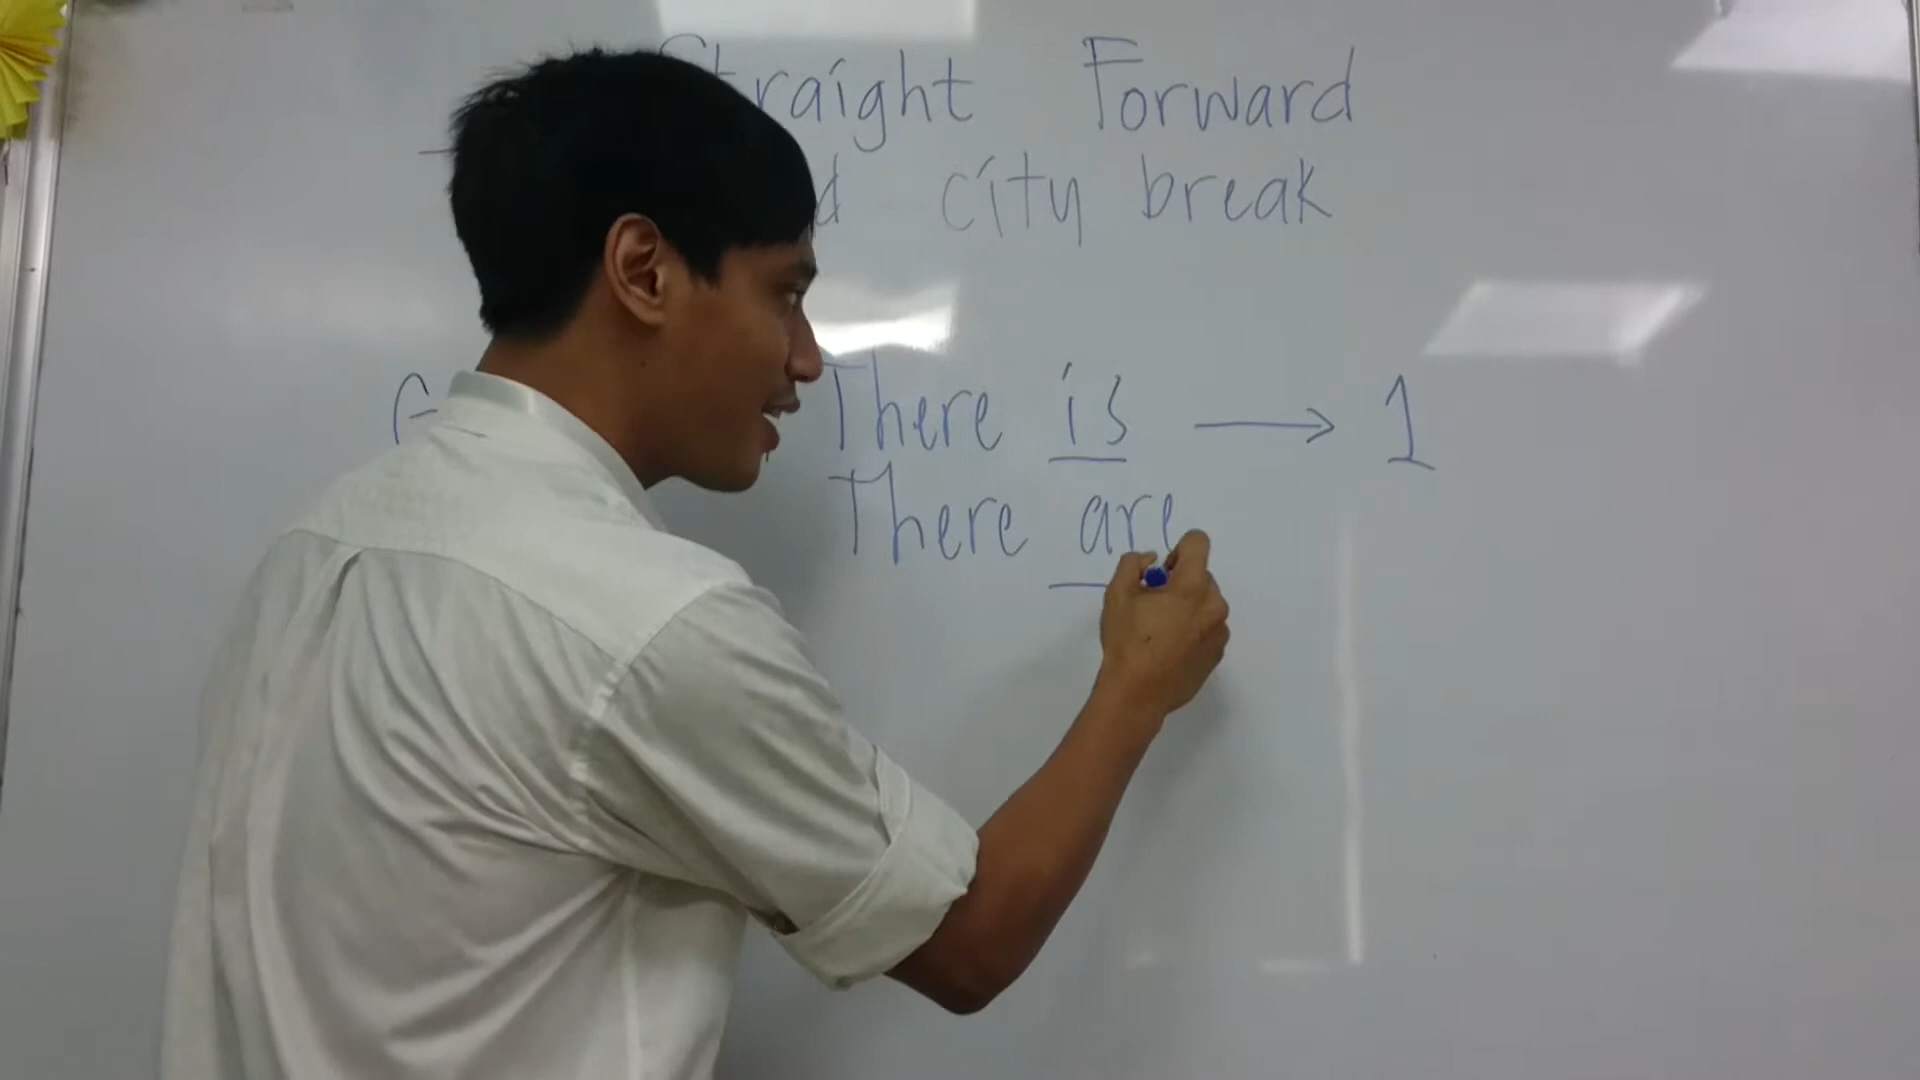 Straight Forward
city break
There is → 1
There are